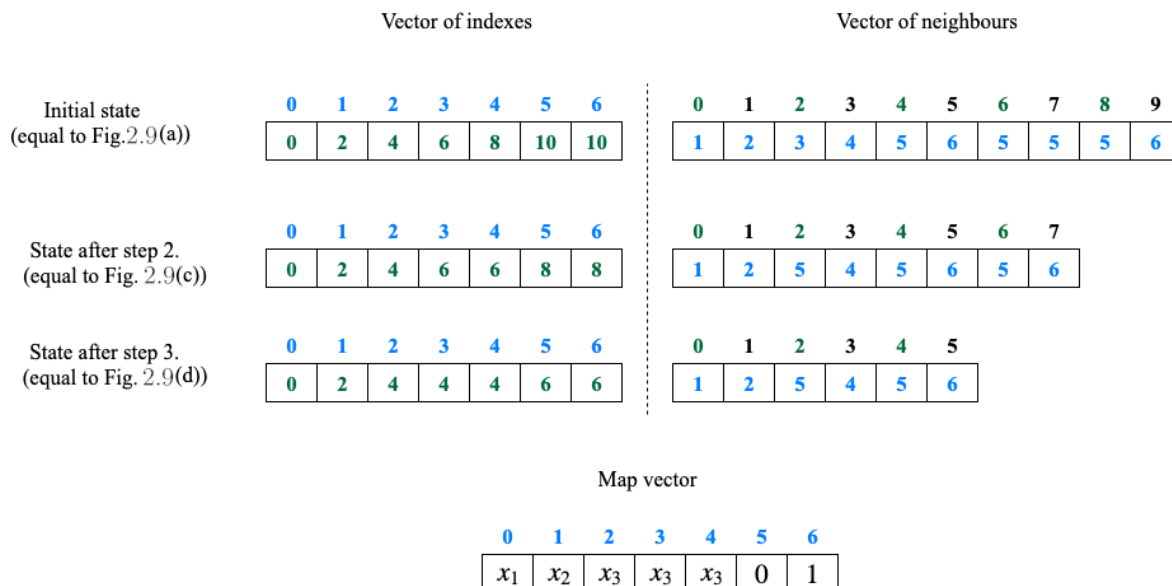 Vector of indexes Vector of neighbours
0 1 2 3 4 5 6 0 1 2 3 4 5 6 7 8 9
Initial state
(equal to Fig.2.9(a))
0 2 4 6 8 10 10 1 2 3 4 5 6 5 5 5 6
0 1 2 3 4 5 6 0 1 2 3 4 5 6 7
State after step 2.
(equal to Fig. 2.9(c))
0 2 4 6 6 8 8 1 2 5 4 5 6 5 6
0 1 2 3 4 5 6 0 1 2 3 4 5
State after step 3.
(equal to Fig. 2.9(d))
0 2 4 4 4 6 6 1 2 5 4 5 6
Map vector
0 1 2 3 4 5 6
x₁ x₂ x₃ x₃ x₃ 0 1